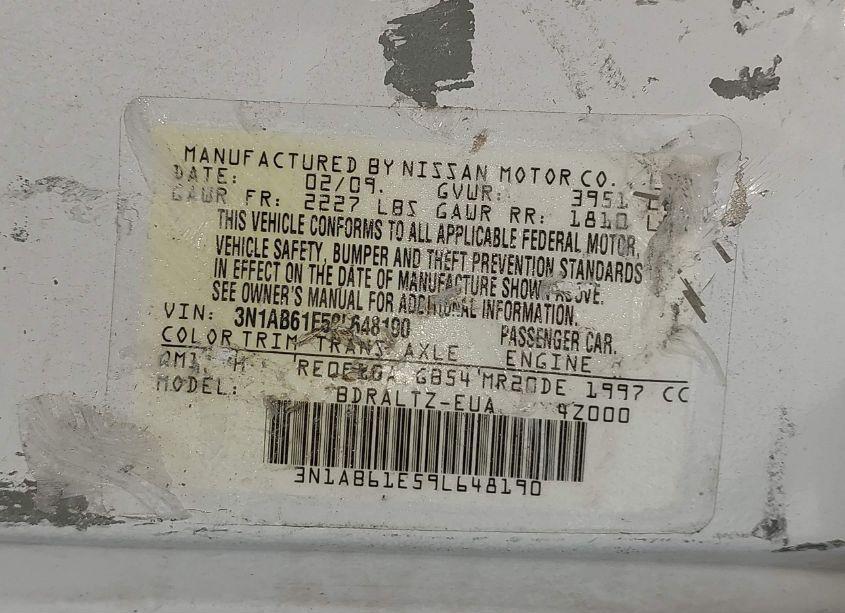 MANUFACTURED BY NISSAN MOTOR CO.
DATE: 02/09. GVWR: 3951
GAWR FR: 2227 LBS GAWR RR: 1810 L
THIS VEHICLE CONFORMS TO ALL APPLICABLE FEDERAL MOTOR
VEHICLE SAFETY, BUMPER AND THEFT PREVENTION STANDARDS
IN EFFECT ON THE DATE OF MANUFACTURE SHOWN ABOVE.
SEE OWNER'S MANUAL FOR ADDITIONAL INFORMATION.
VIN: 3N1AB61E59L648190 PASSENGER CAR.
COLOR TRIM TRANS AXLE ENGINE
QM1 H GB54 MR20DE 1997 CC
MODEL: BDRALTZ-EUA 4Z000
3N1AB61E59L648190